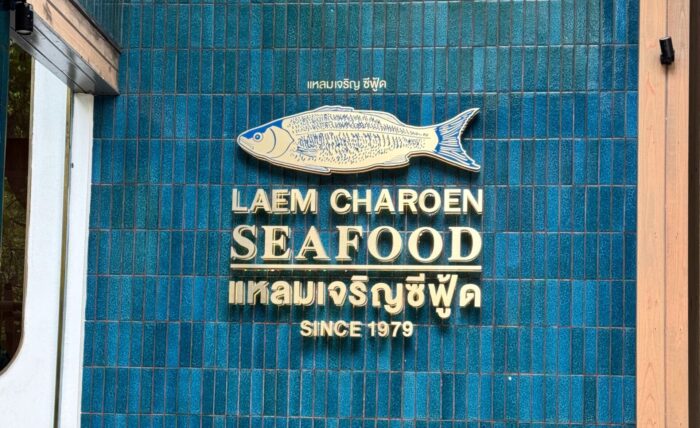 แหลมเจริญ ซีฟู้ด
LAEM CHAROEN
SEAFOOD
แหลมเจริญซีฟู้ด
SINCE 1979